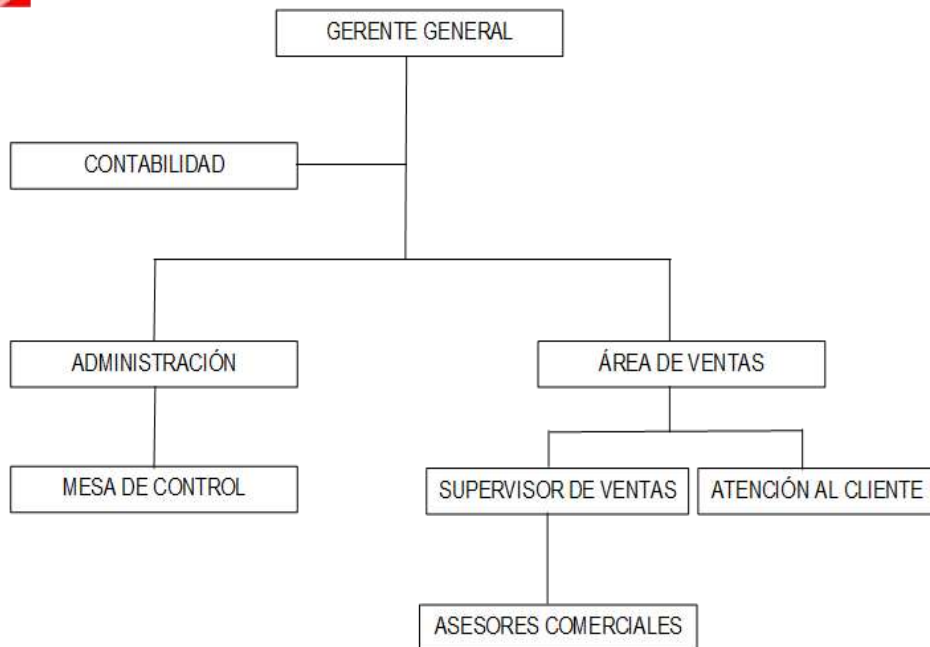 GERENTE GENERAL
CONTABILIDAD
ADMINISTRACIÓN
ÁREA DE VENTAS
MESA DE CONTROL
SUPERVISOR DE VENTAS
ATENCIÓN AL CLIENTE
ASESORES COMERCIALES